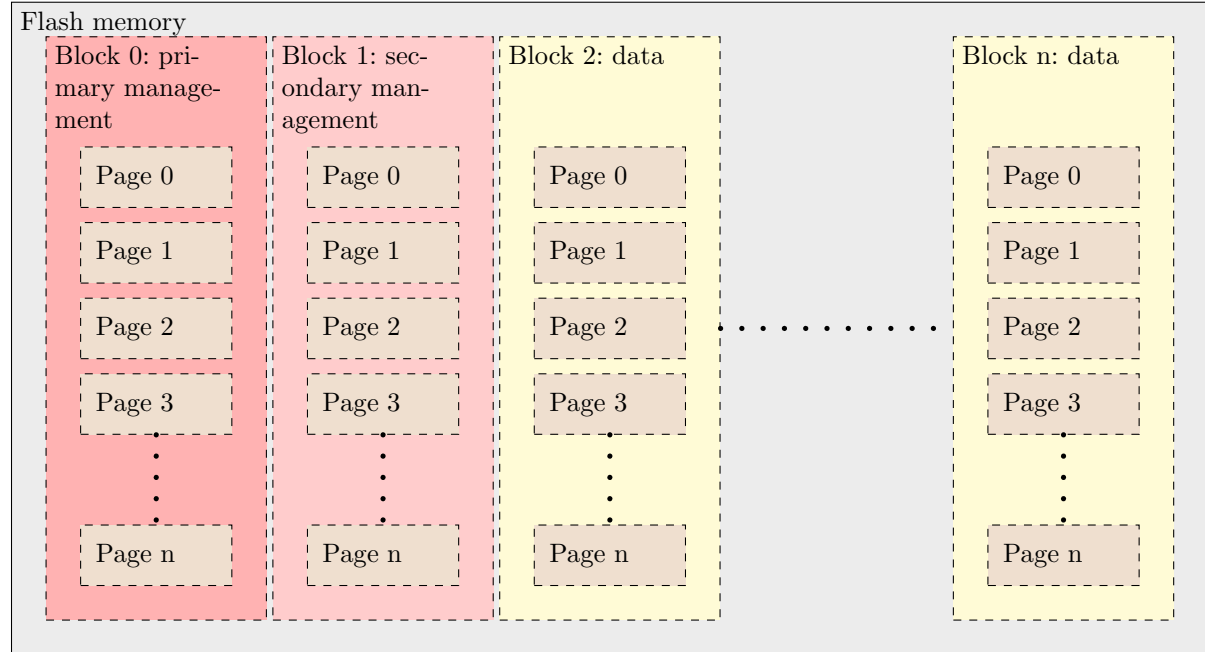 Flash memory
Block 0: pri-
mary manage-
ment
Page 0
Page 1
Page 2
Page 3
Page n
Block 1: sec-
ondary man-
agement
Page 0
Page 1
Page 2
Page 3
Page n
Block 2: data
Page 0
Page 1
Page 2
Page 3
Page n
Block n: data
Page 0
Page 1
Page 2
Page 3
Page n